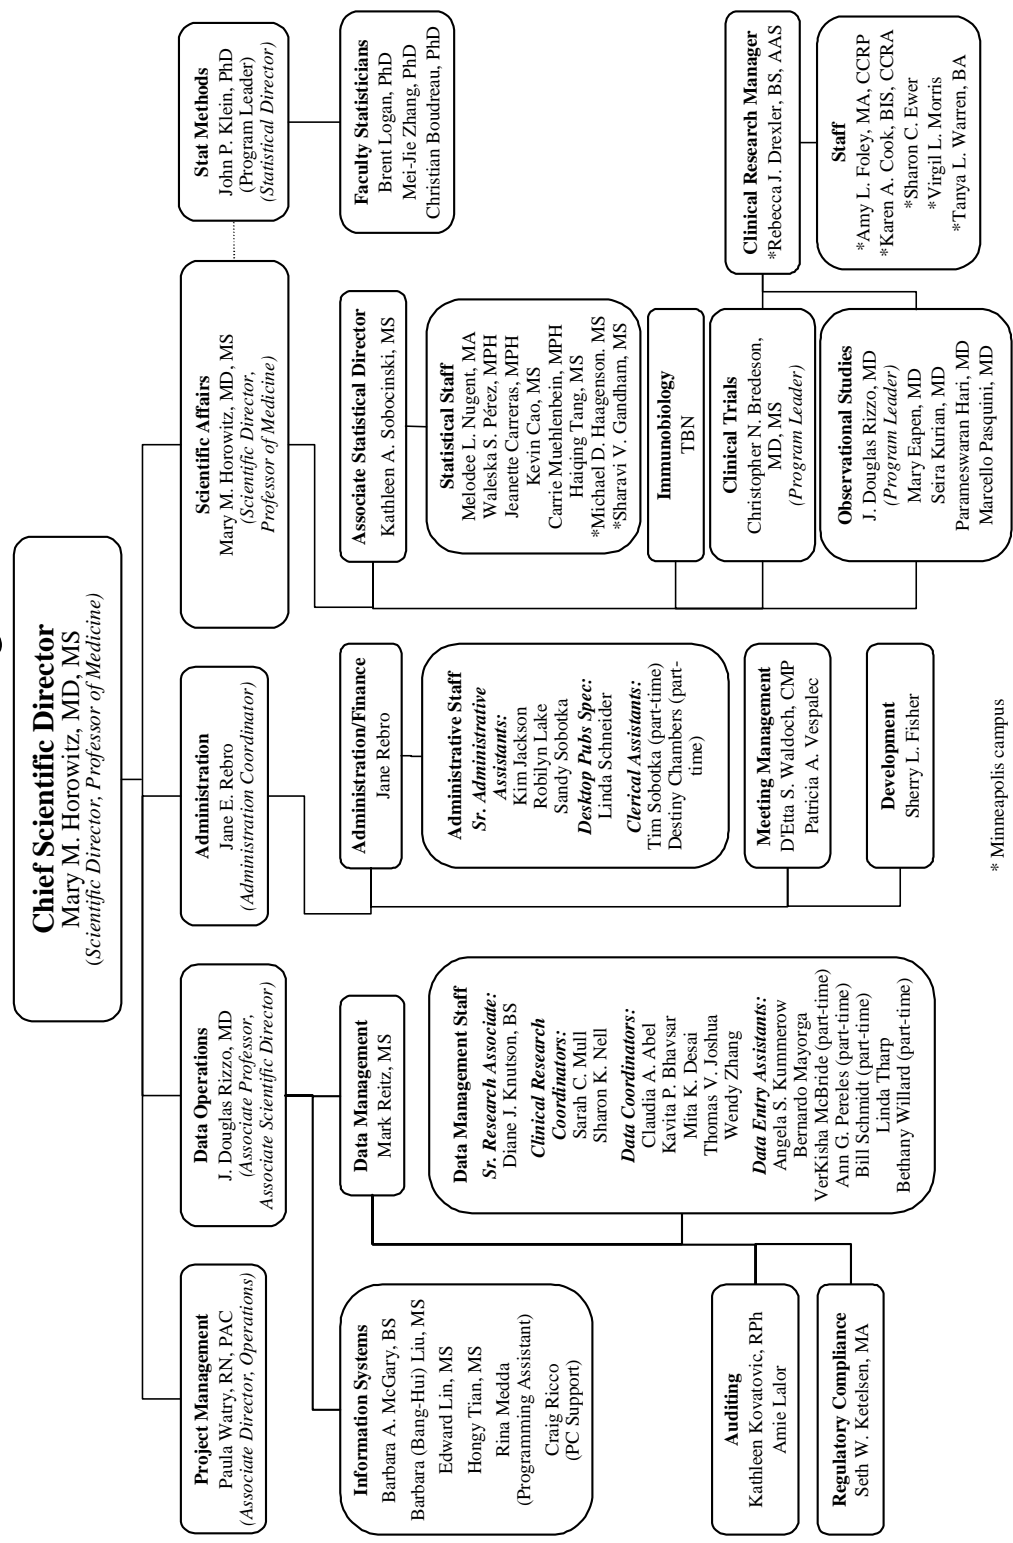 Chief Scientific Director
Mary M. Horowitz, MD, MS
(Scientific Director, Professor of Medicine)
Project Management
Paula Watry, RN, PAC
(Associate Director, Operations)
Data Operations
J. Douglas Rizzo, MD
(Associate Professor,
Associate Scientific Director)
Administration
Jane E. Rebro
(Administration Coordinator)
Scientific Affairs
Mary M. Horowitz, MD, MS
(Scientific Director,
Professor of Medicine)
Stat Methods
John P. Klein, PhD
(Program Leader)
(Statistical Director)
Information Systems
Barbara A. McGary, BS
Barbara (Bang-Hui) Liu, MS
Edward Lin, MS
Hongy Tian, MS
Rina Medda
(Programming Assistant)
Craig Ricco
(PC Support)
Data Management
Mark Reitz, MS
Data Management Staff
Sr. Research Associate:
Diane J. Knutson, BS
Clinical Research
Coordinators:
Sarah C. Mull
Sharon K. Nell
Data Coordinators:
Claudia A. Abel
Kavita P. Bhavsar
Mita K. Desai
Thomas V. Joshua
Wendy Zhang
Data Entry Assistants:
Angela S. Kummerow
Bernardo Mayorga
VerKisha McBride (part-time)
Ann G. Pereles (part-time)
Bill Schmidt (part-time)
Linda Tharp
Bethany Willard (part-time)
Auditing
Kathleen Kovatovic, RPh
Amie Lalor
Regulatory Compliance
Seth W. Ketelsen, MA
Administration/Finance
Jane Rebro
Administrative Staff
Sr. Administrative
Assistants:
Kim Jackson
Robilyn Lake
Sandy Sobotka
Desktop Pubs Spec:
Linda Schneider
Clerical Assistants:
Tim Sobotka (part-time)
Destiny Chambers (part-
time)
Meeting Management
D'Etta S. Waldoch, CMP
Patricia A. Vespalec
Development
Sherry L. Fisher
Associate Statistical Director
Kathleen A. Sobocinski, MS
Statistical Staff
Melodee L. Nugent, MA
Waleska S. Pérez, MPH
Jeanette Carreras, MPH
Kevin Cao, MS
Carrie Muehlenbein, MPH
Haiqing Tang, MS
*Michael D. Haagenson. MS
*Sharavi V. Gandham, MS
Immunobiology
TBN
Clinical Trials
Christopher N. Bredeson,
MD, MS
(Program Leader)
Observational Studies
J. Douglas Rizzo, MD
(Program Leader)
Mary Eapen, MD
Seira Kurian, MD
Parameswaran Hari, MD
Marcello Pasquini, MD
Faculty Statisticians
Brent Logan, PhD
Mei-Jie Zhang, PhD
Christian Boudreau, PhD
Clinical Research Manager
*Rebecca J. Drexler, BS, AAS
Staff
*Amy L. Foley, MA, CCRP
*Karen A. Cook, BIS, CCRA
*Sharon C. Ewer
*Virgil L. Morris
*Tanya L. Warren, BA
* Minneapolis campus